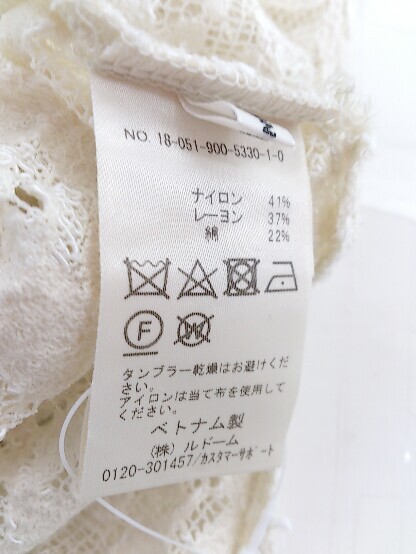 NO. 18-051-900-5330-1-0
ナイロン 41%
レーヨン 37%
綿 22%
F W
タンブラー乾燥はお避けくだ
さい。
アイロンは当て布を使用して
ください。
ベトナム製
(株) ルドーム
0120-301457/カスタマーサポート